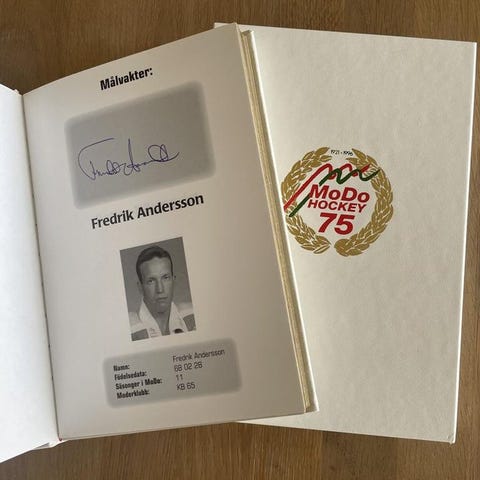 Målvakter:
Fredrik Andersson
Namn: Fredrik Andersson
Födelsedata: 68 02 26
Säsonger i MoDo: 11
Moderklubb: KB 65
1921 - 1996
MoDo
HOCKEY
75